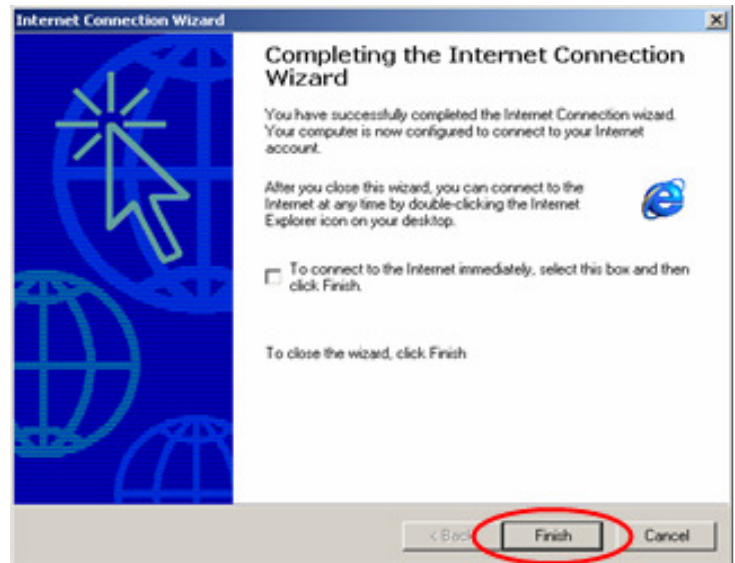 Internet Connection Wizard
Completing the Internet Connection
Wizard
You have successfully completed the Internet Connection wizard.
Your computer is now configured to connect to your Internet
account.
After you close this wizard, you can connect to the
Internet at any time by double-clicking the Internet
Explorer icon on your desktop.
To connect to the Internet immediately, select this box and then
click Finish.
To close the wizard, click Finish
< Back Finish Cancel